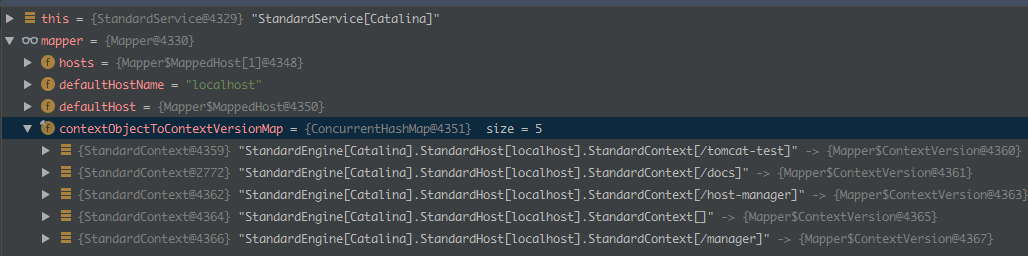 this = {StandardService@4329} "StandardService[Catalina]"
mapper = {Mapper@4330}
f hosts = {Mapper$MappedHost[1]@4348}
f defaultHostName = "localhost"
f defaultHost = {Mapper$MappedHost@4350}
f contextObjectToContextVersionMap = {ConcurrentHashMap@4351} size = 5
{StandardContext@4359} "StandardEngine[Catalina].StandardHost[localhost].StandardContext[/tomcat-test]" -> {Mapper$ContextVersion@4360}
{StandardContext@2772} "StandardEngine[Catalina].StandardHost[localhost].StandardContext[/docs]" -> {Mapper$ContextVersion@4361}
{StandardContext@4362} "StandardEngine[Catalina].StandardHost[localhost].StandardContext[/host-manager]" -> {Mapper$ContextVersion@4363}
{StandardContext@4364} "StandardEngine[Catalina].StandardHost[localhost].StandardContext[]" -> {Mapper$ContextVersion@4365}
{StandardContext@4366} "StandardEngine[Catalina].StandardHost[localhost].StandardContext[/manager]" -> {Mapper$ContextVersion@4367}